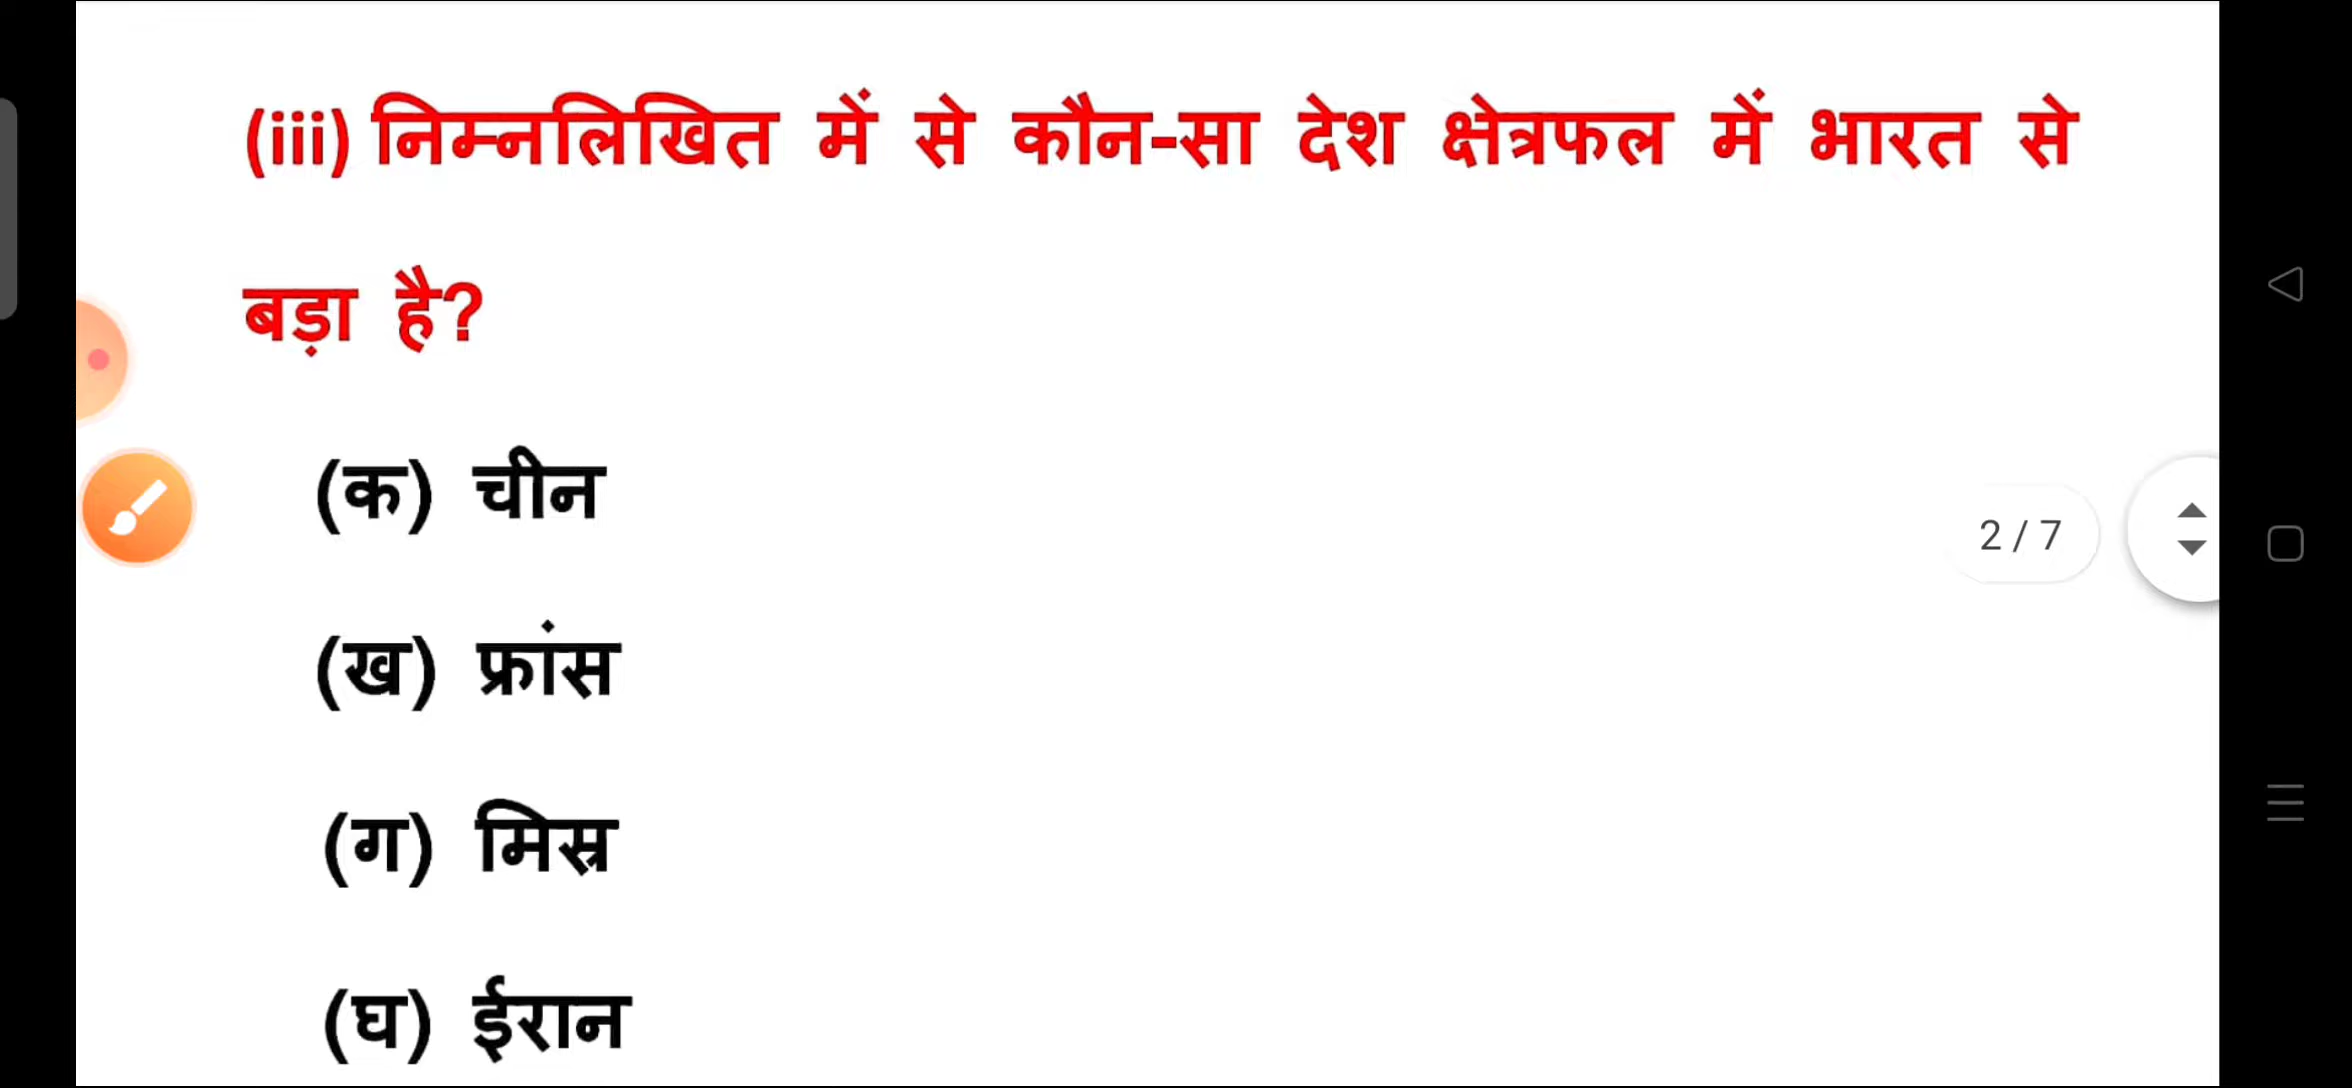 (iii) निम्नलिखित में से कौन-सा देश क्षेत्रफल में भारत से
बड़ा है?
(क) चीन
2 / 7
(ख) फ्रांस
(ग) मिस्र
(घ) ईरान